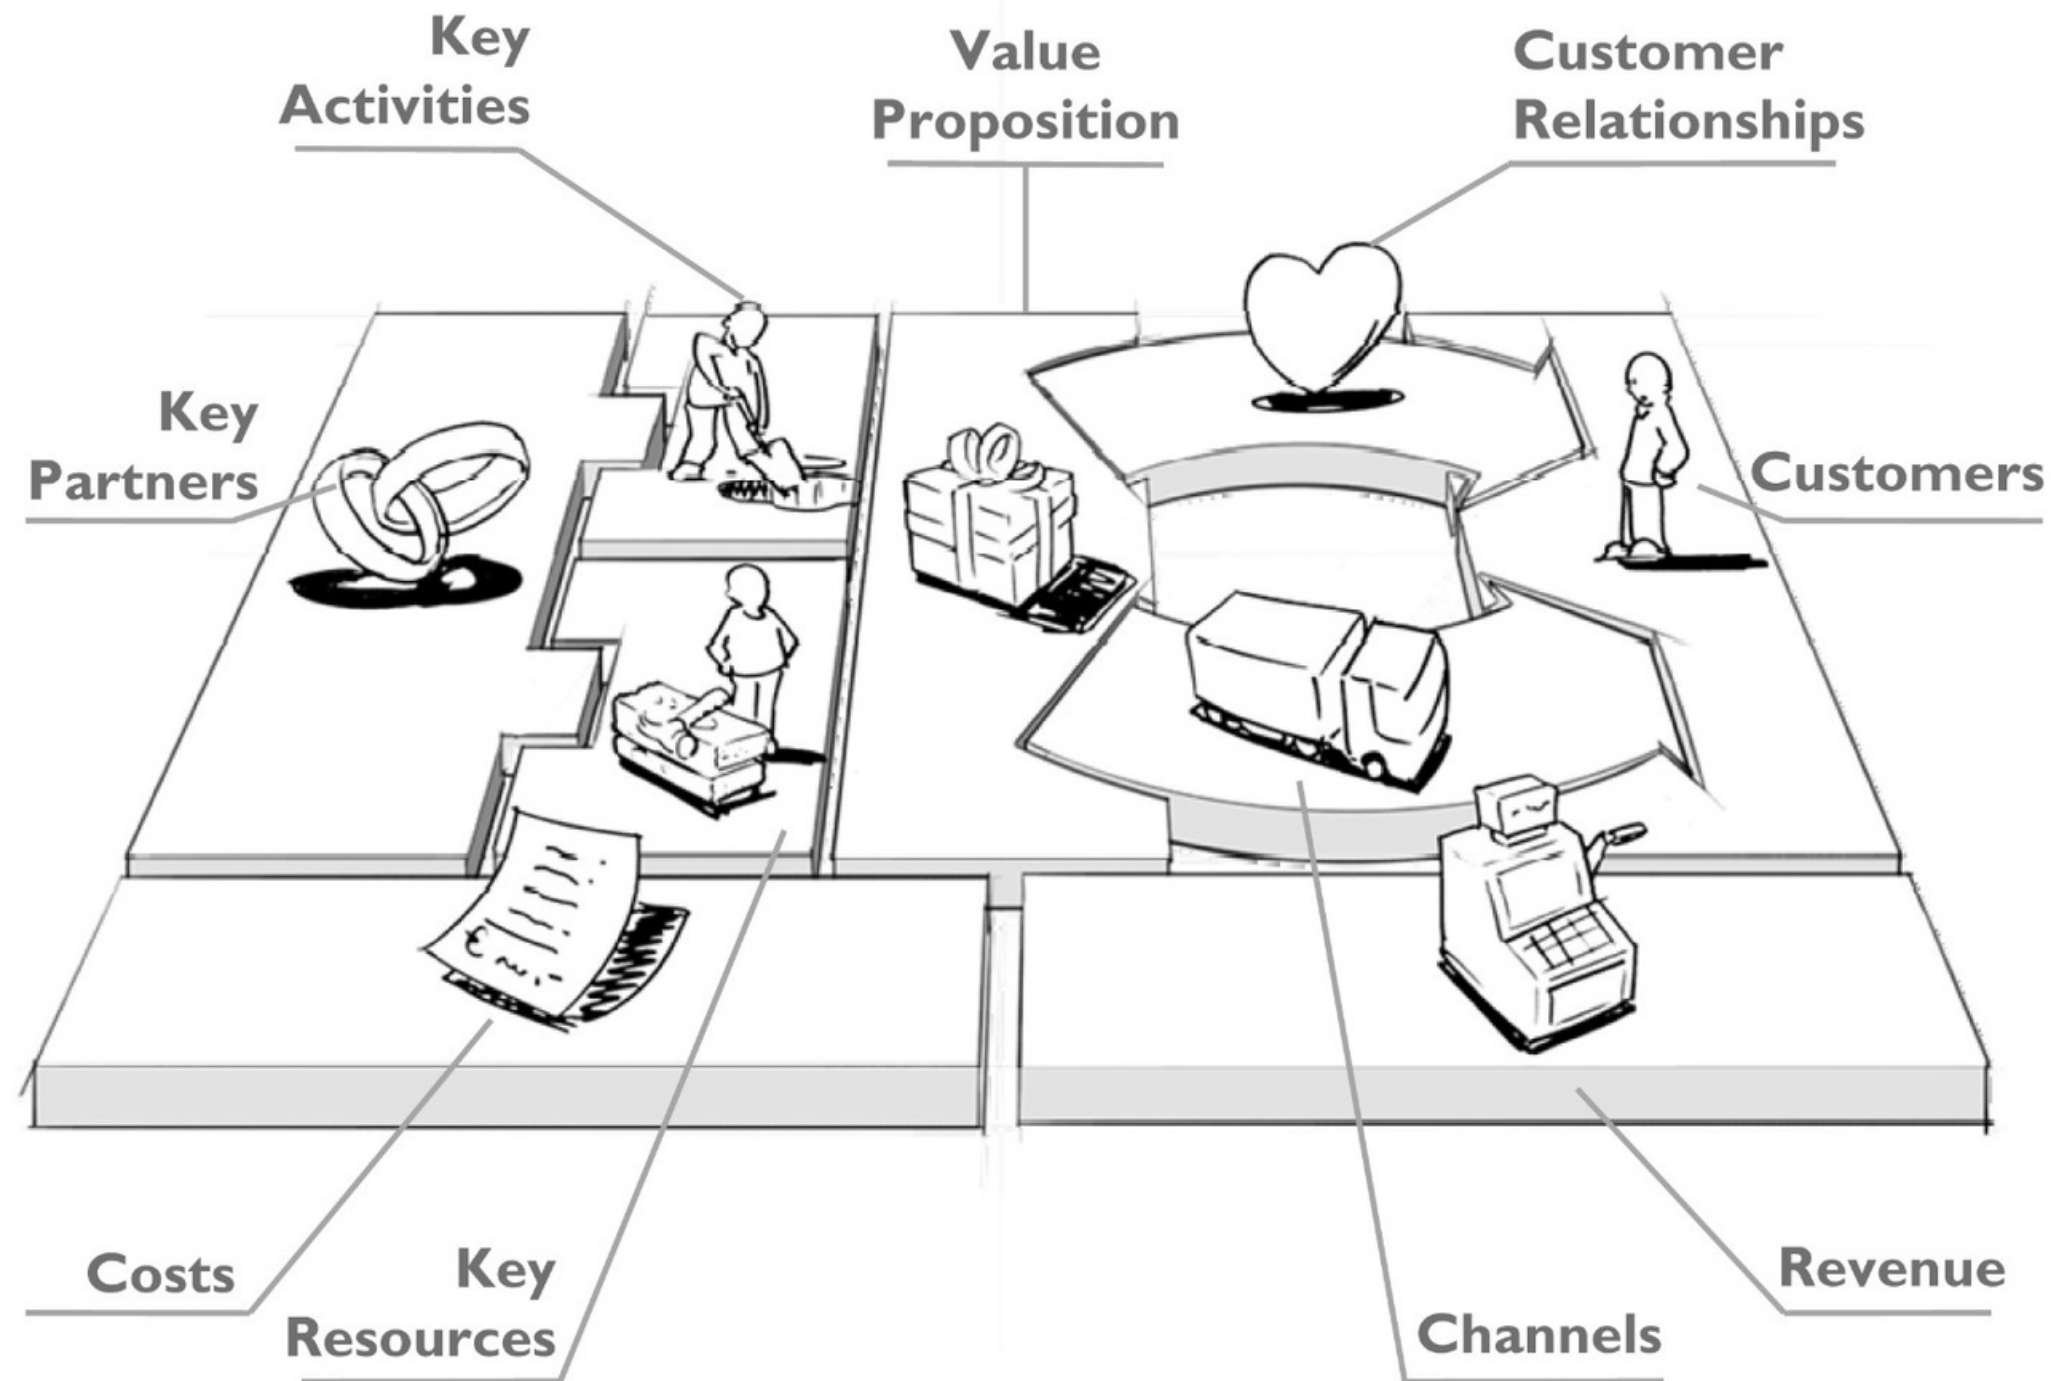 Key
Activities
Value
Proposition
Customer
Relationships
Key
Partners
Customers
Costs
Key
Resources
Channels
Revenue
€